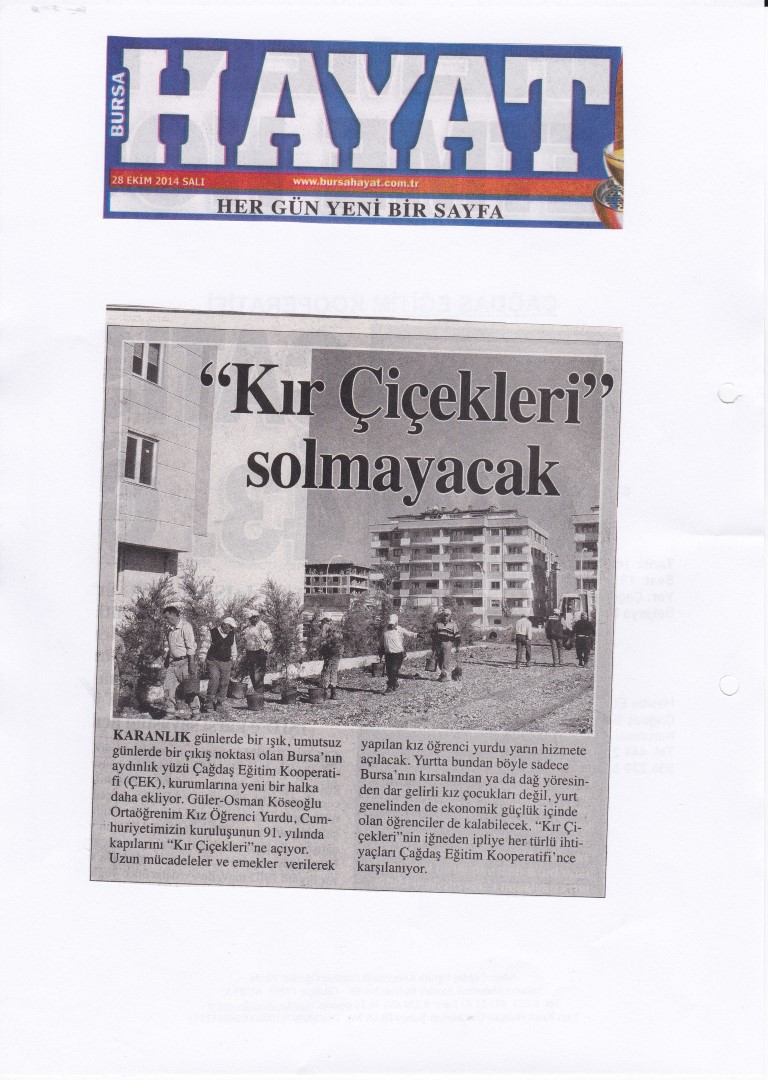 BURSA
HAYAT
28 EKİM 2014 SALI
www.bursahayat.com.tr
HER GÜN YENİ BİR SAYFA
“Kır Çiçekleri”
solmayacak
KARANLIK günlerde bir ışık, umutsuz
günlerde bir çıkış noktası olan Bursa’nın
aydınlık yüzü Çağdaş Eğitim Kooperati-
fi (ÇEK), kurumlarına yeni bir halka
daha ekliyor. Güler-Osman Köseoğlu
Ortaöğrenim Kız Öğrenci Yurdu, Cum-
huriyetimizin kuruluşunun 91. yılında
kapılarını “Kır Çiçekleri”ne açıyor.
Uzun mücadeleler ve emekler verilerek
yapılan kız öğrenci yurdu yarın hizmete
açılacak. Yurtta bundan böyle sadece
Bursa’nın kırsalından ya da dağ yöresin-
den dar gelirli kız çocukları değil, yurt
genelinden de ekonomik güçlük içinde
olan öğrenciler de kalabilecek. “Kır Çi-
çekleri”nin iğneden ipliye her türlü ihti-
yaçları Çağdaş Eğitim Kooperatifi’nce
karşılanıyor.